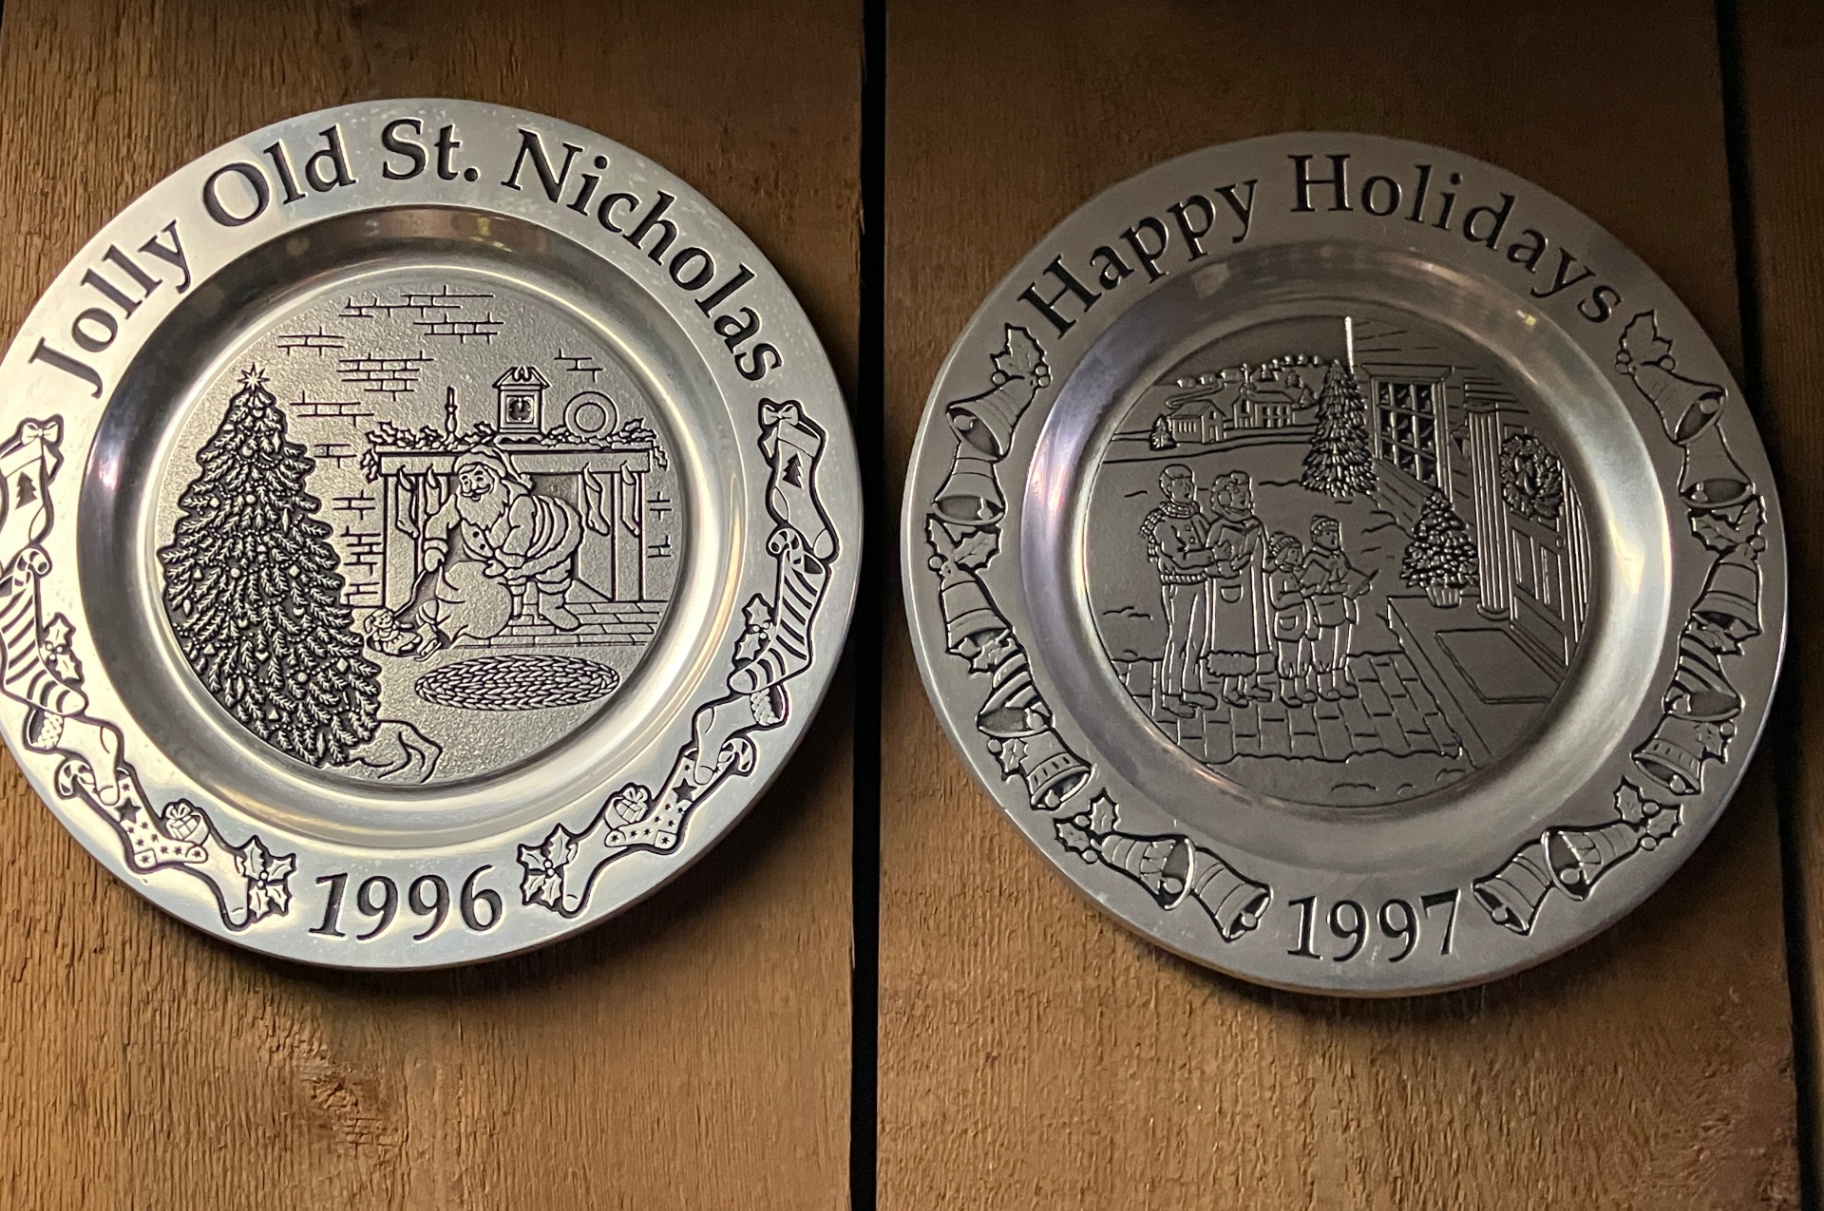 Jolly Old St. Nicholas
1996
Happy Holidays
1997